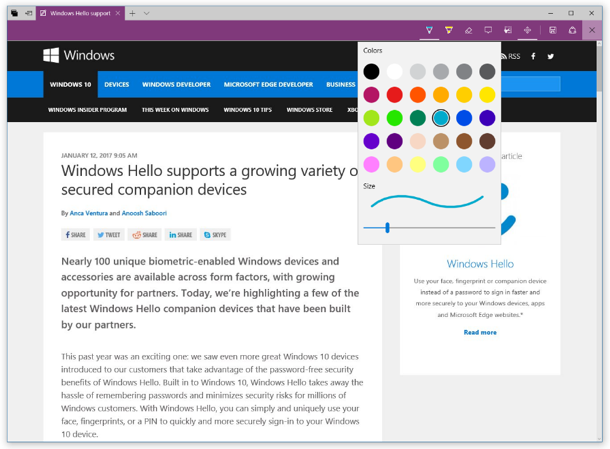 Windows Hello support
Colors
Windows
RSS
WINDOWS 10 DEVICES WINDOWS DEVELOPER MICROSOFT EDGE DEVELOPER BUSINESS
WINDOWS INSIDER PROGRAM THIS WEEK ON WINDOWS WINDOWS 10 TIPS WINDOWS STORE
JANUARY 12, 2017 9:05 AM
Windows Hello supports a growing variety o
secured companion devices
By Anca Ventura and Anoosh Saboori
SHARE TWEET SHARE SHARE SKYPE
Nearly 100 unique biometric-enabled Windows devices and
accessories are available across form factors, with growing
opportunity for partners. Today, we're highlighting a few of the
latest Windows Hello companion devices that have been built
by our partners.
This past year was an exciting one: we saw even more great Windows 10 devices
introduced to our customers that take advantage of the password-free security
benefits of Windows Hello. Built in to Windows 10, Windows Hello takes away the
hassle of remembering passwords and minimizes security risks for millions of
Windows customers. With Windows Hello, you can simply and uniquely use your
face, fingerprints, or a PIN to quickly and more securely sign-in to your Windows
10 device.
Size
article
Windows Hello
Use your face, fingerprint or companion device
instead of a password to sign in faster and
more securely to your Windows devices, apps
and Microsoft Edge websites.*
Read more